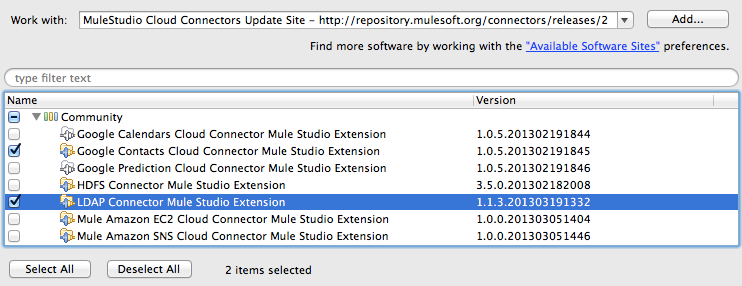 Work with: MuleStudio Cloud Connectors Update Site - http://repository.mulesoft.org/connectors/releases/2 Add...
Find more software by working with the "Available Software Sites" preferences.
type filter text
Name Version
Community
Google Calendars Cloud Connector Mule Studio Extension 1.0.5.201302191844
Google Contacts Cloud Connector Mule Studio Extension 1.0.5.201302191845
Google Prediction Cloud Connector Mule Studio Extension 1.0.5.201302191846
HDFS Connector Mule Studio Extension 3.5.0.201302182008
LDAP Connector Mule Studio Extension 1.1.3.201303191332
Mule Amazon EC2 Cloud Connector Mule Studio Extension 1.0.0.201303051404
Mule Amazon SNS Cloud Connector Mule Studio Extension 1.0.0.201303051446
Select All Deselect All 2 items selected